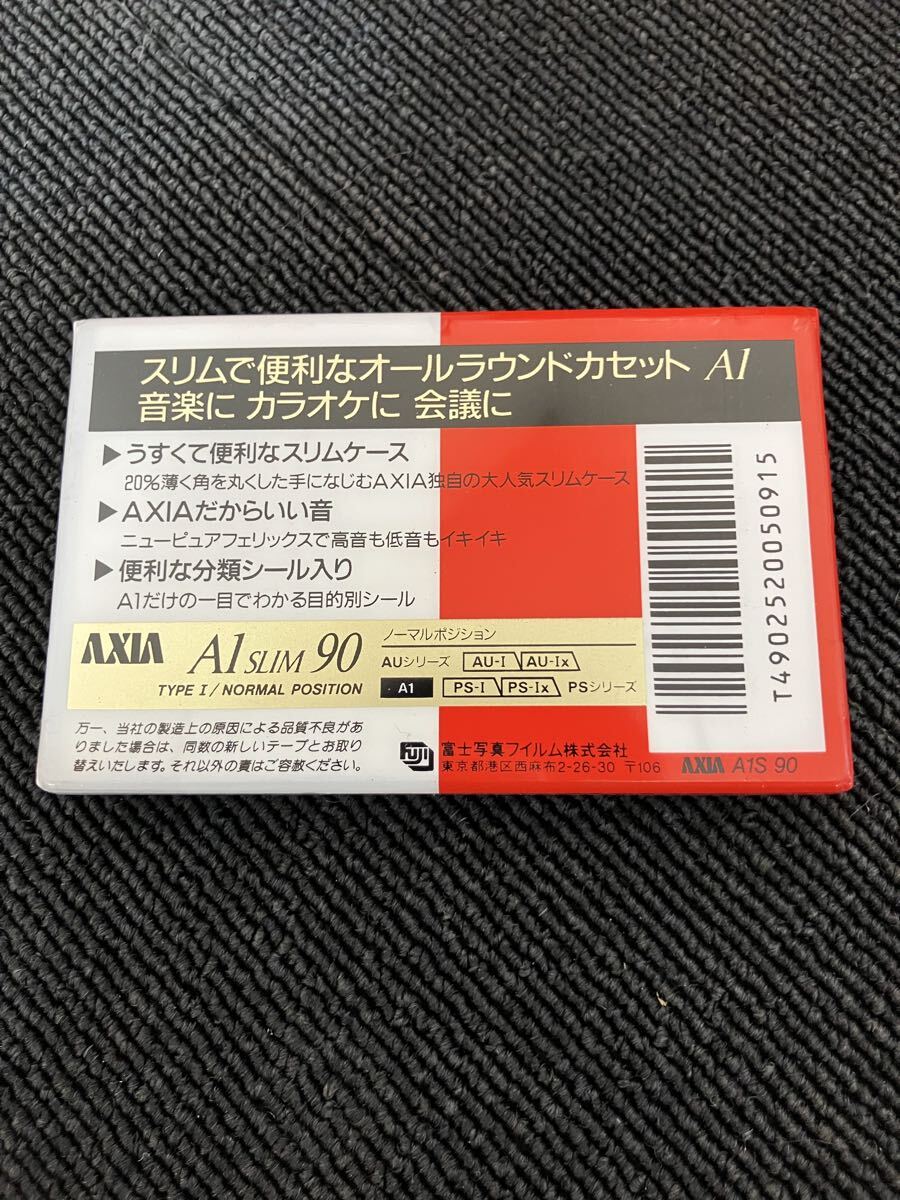 スリムで便利なオールラウンドカセット A1
音楽に カラオケに 会議に
▶うすくて便利なスリムケース
20%薄く角を丸くした手になじむAXIA独自の大人気スリムケース
▶AXIAだからいい音
ニューピュアフェリックスで高音も低音もイキイキ
▶便利な分類シール入り
A1だけの一目でわかる目的別シール
AXIA A1 SLIM 90
TYPE I/NORMAL POSITION
ノーマルポジション
AUシリーズ AU-I AU-Ix
A1 PS-I PS-Ix PSシリーズ
万一、当社の製造上の原因による品質不良があ
りました場合は、同数の新しいテープとお取り
替えいたします。それ以外の責はご容赦ください。
FUJI 富士写真フイルム株式会社
東京都港区西麻布2-26-30 〒106
AXIA A1S 90
T4902520050915